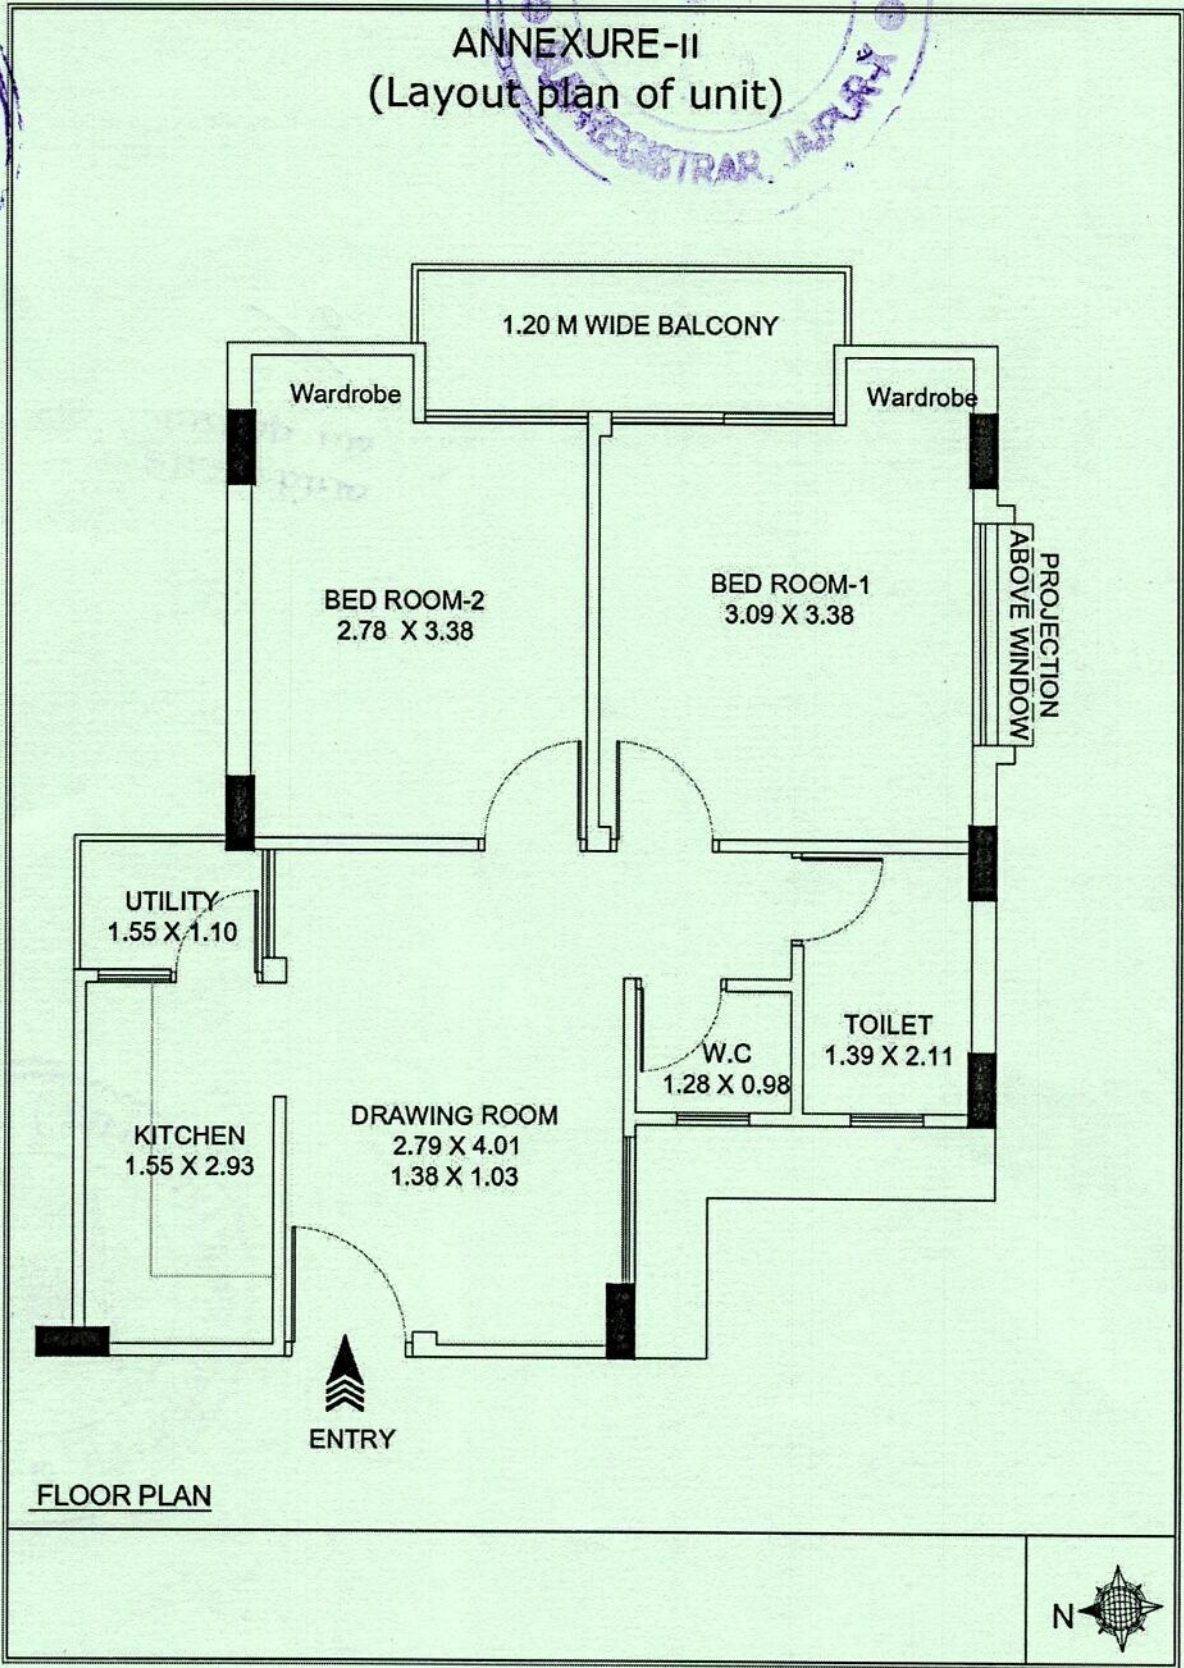 ANNEXURE-II
(Layout plan of unit)
REGISTRAR, JAIPUR-X
1.20 M WIDE BALCONY
Wardrobe
Wardrobe
BED ROOM-2
2.78 X 3.38
BED ROOM-1
3.09 X 3.38
PROJECTION
ABOVE WINDOW
UTILITY
1.55 X 1.10
TOILET
1.39 X 2.11
W.C
1.28 X 0.98
DRAWING ROOM
2.79 X 4.01
1.38 X 1.03
KITCHEN
1.55 X 2.93
ENTRY
FLOOR PLAN
N